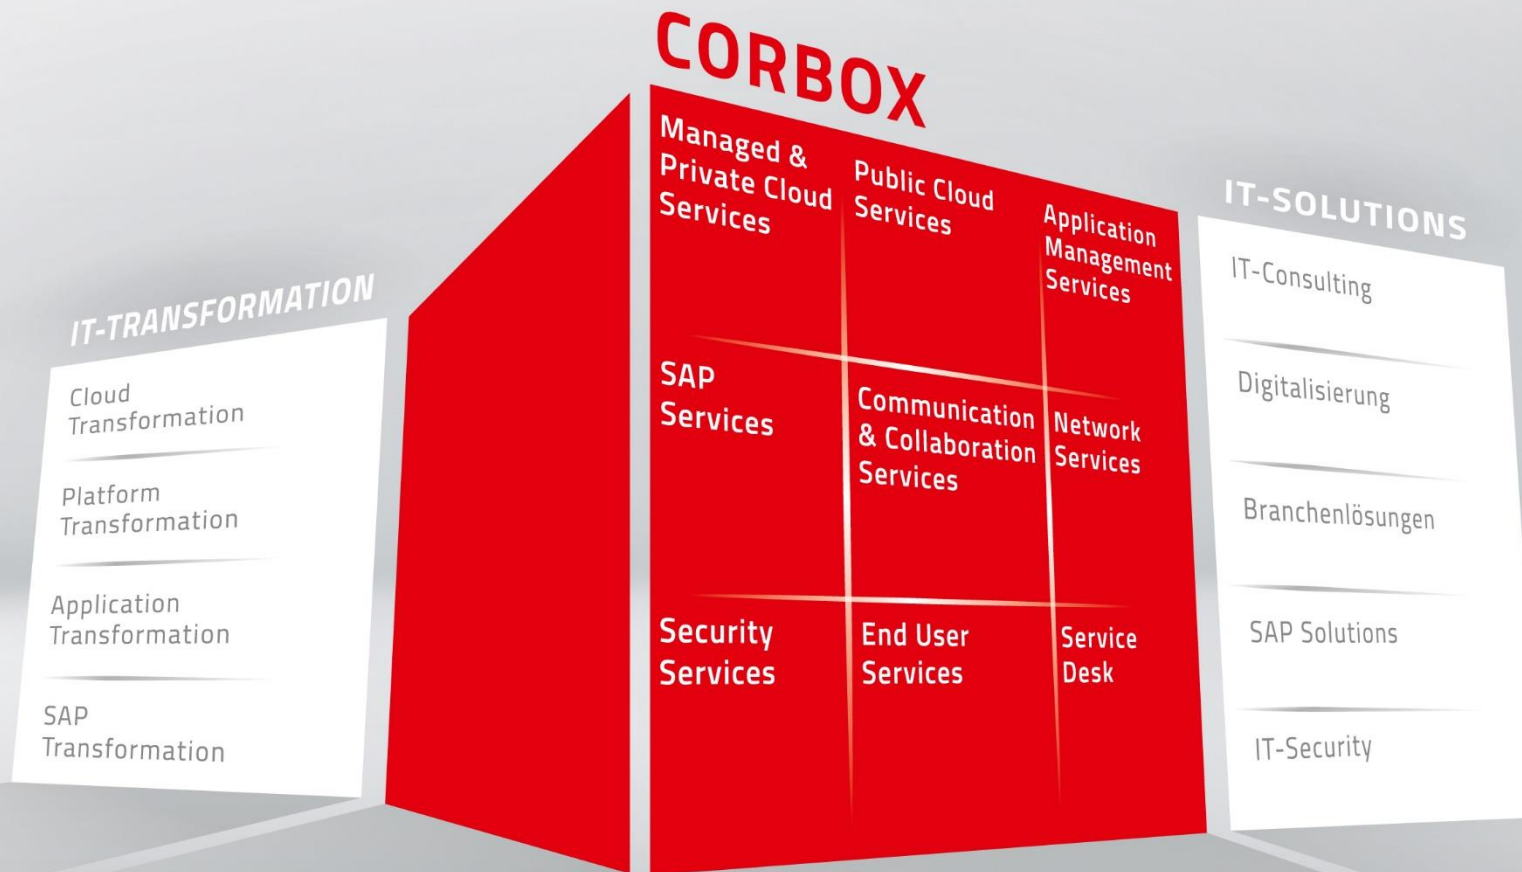 CORBOX
Managed &
Private Cloud
Services
Public Cloud
Services
Application
Management
Services
SAP
Services
Communication
& Collaboration
Services
Network
Services
Security
Services
End User
Services
Service
Desk
IT-TRANSFORMATION
Cloud
Transformation
Platform
Transformation
Application
Transformation
SAP
Transformation
IT-SOLUTIONS
IT-Consulting
Digitalisierung
Branchenlösungen
SAP Solutions
IT-Security